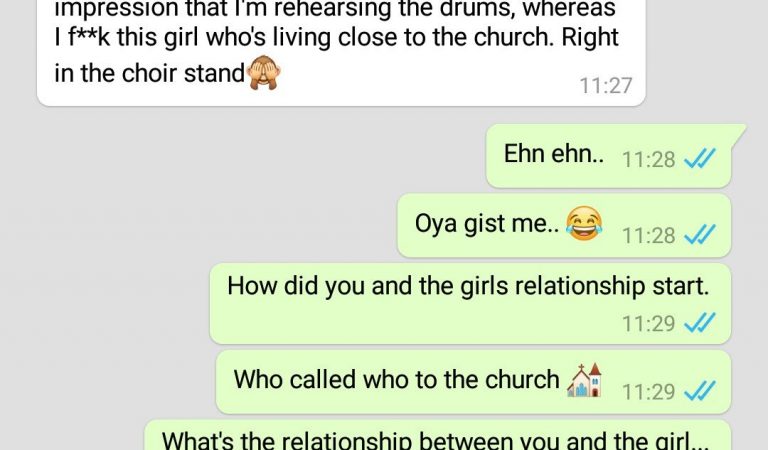 impression that I'm rehearsing the drums, whereas
I f**k this girl who's living close to the church. Right
in the choir stand🙈
11:27
Ehn ehn.. 11:28
Oya gist me..😂 11:28
How did you and the girls relationship start.
11:29
Who called who to the church ⛪ 11:29
What's the relationship between you and the girl...